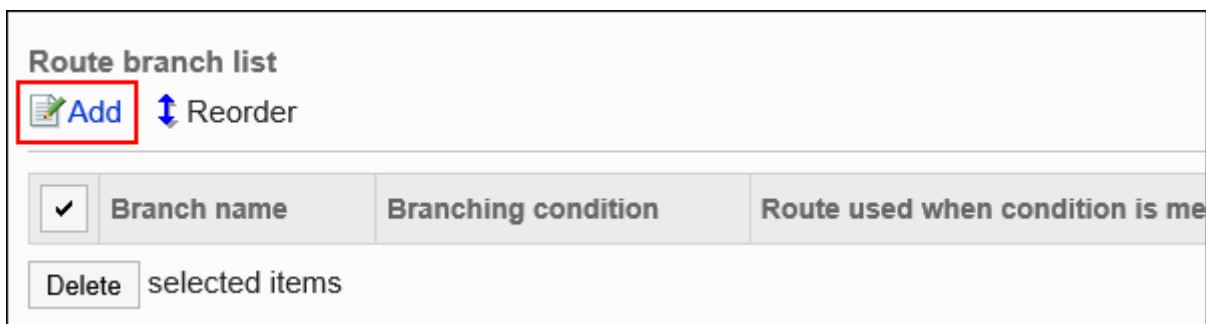 Route branch list
Add Reorder
Branch name Branching condition Route used when condition is me
Delete selected items